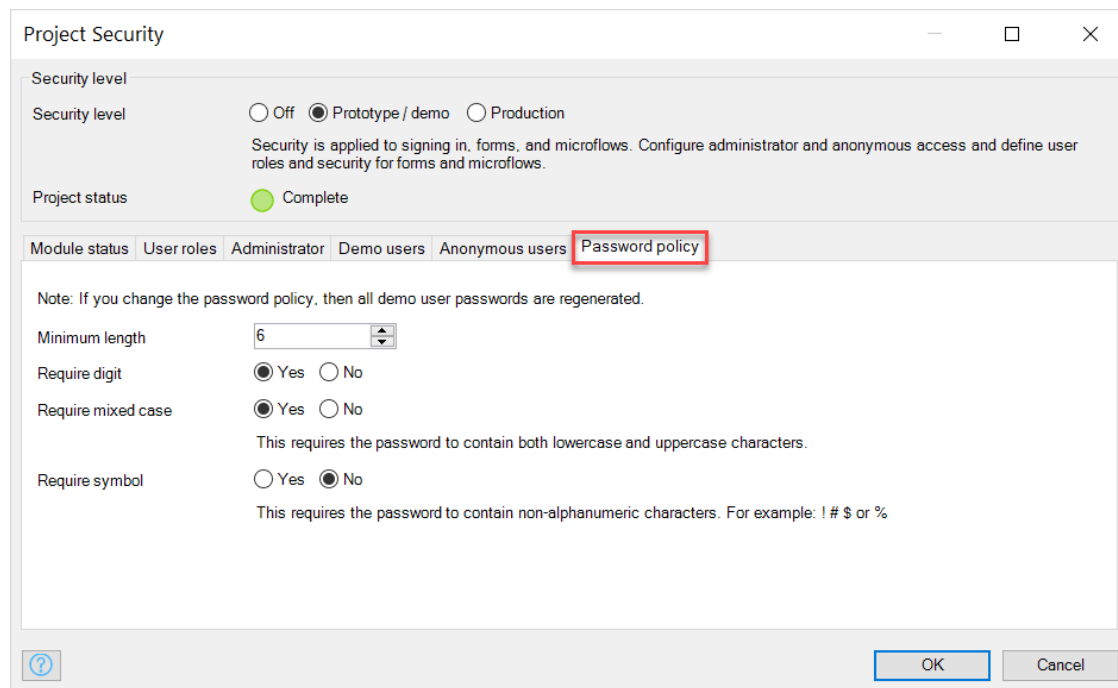 Project Security
Security level
Security level Off Prototype / demo Production
Security is applied to signing in, forms, and microflows. Configure administrator and anonymous access and define user
roles and security for forms and microflows.
Project status Complete
Module status User roles Administrator Demo users Anonymous users Password policy
Note: If you change the password policy, then all demo user passwords are regenerated.
Minimum length 6
Require digit Yes No
Require mixed case Yes No
This requires the password to contain both lowercase and uppercase characters.
Require symbol Yes No
This requires the password to contain non-alphanumeric characters. For example: ! # $ or %
? OK Cancel